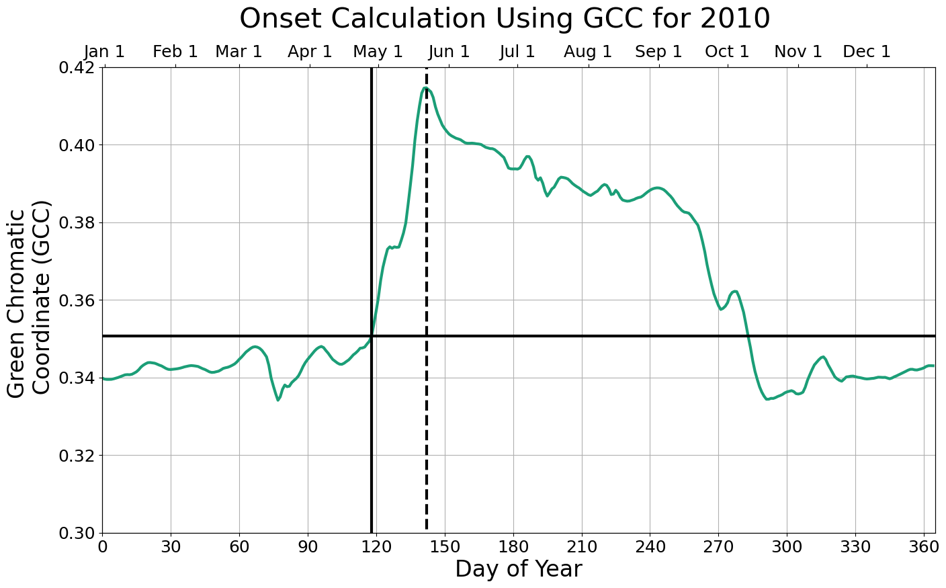 Onset Calculation Using GCC for 2010
Jan 1 Feb 1 Mar 1 Apr 1 May 1 Jun 1 Jul 1 Aug 1 Sep 1 Oct 1 Nov 1 Dec 1
0.42
0.40
0.38
0.36
0.34
0.32
0.30
Green Chromatic
Coordinate (GCC)
0 30 60 90 120 150 180 210 240 270 300 330 360
Day of Year